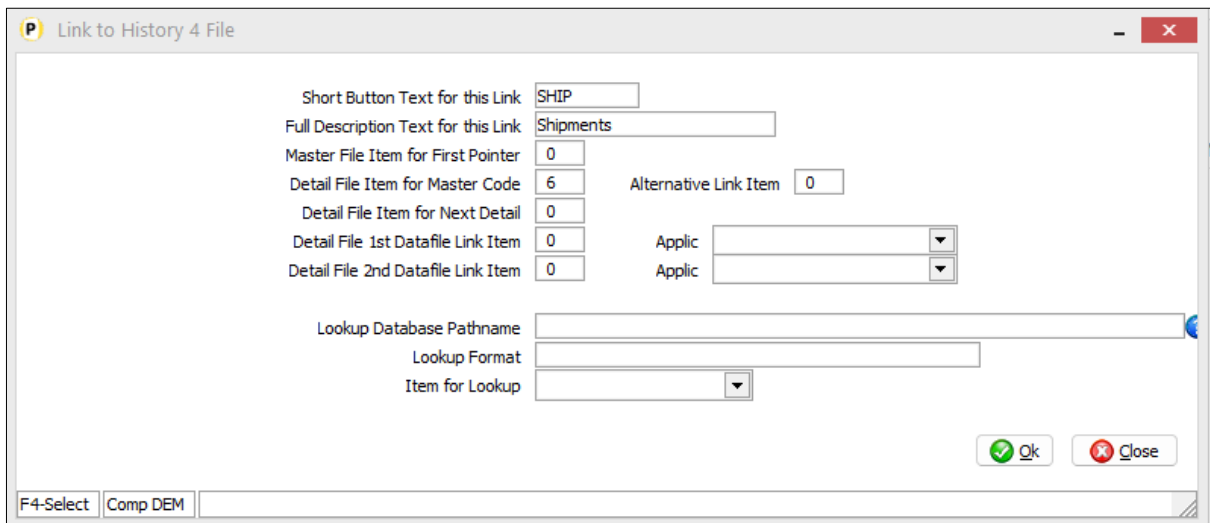 P Link to History 4 File
Short Button Text for this Link SHIP
Full Description Text for this Link Shipments
Master File Item for First Pointer 0
Detail File Item for Master Code 6 Alternative Link Item 0
Detail File Item for Next Detail 0
Detail File 1st Datafile Link Item 0 Applic
Detail File 2nd Datafile Link Item 0 Applic
Lookup Database Pathname
Lookup Format
Item for Lookup
Ok Close
F4-Select Comp DEM